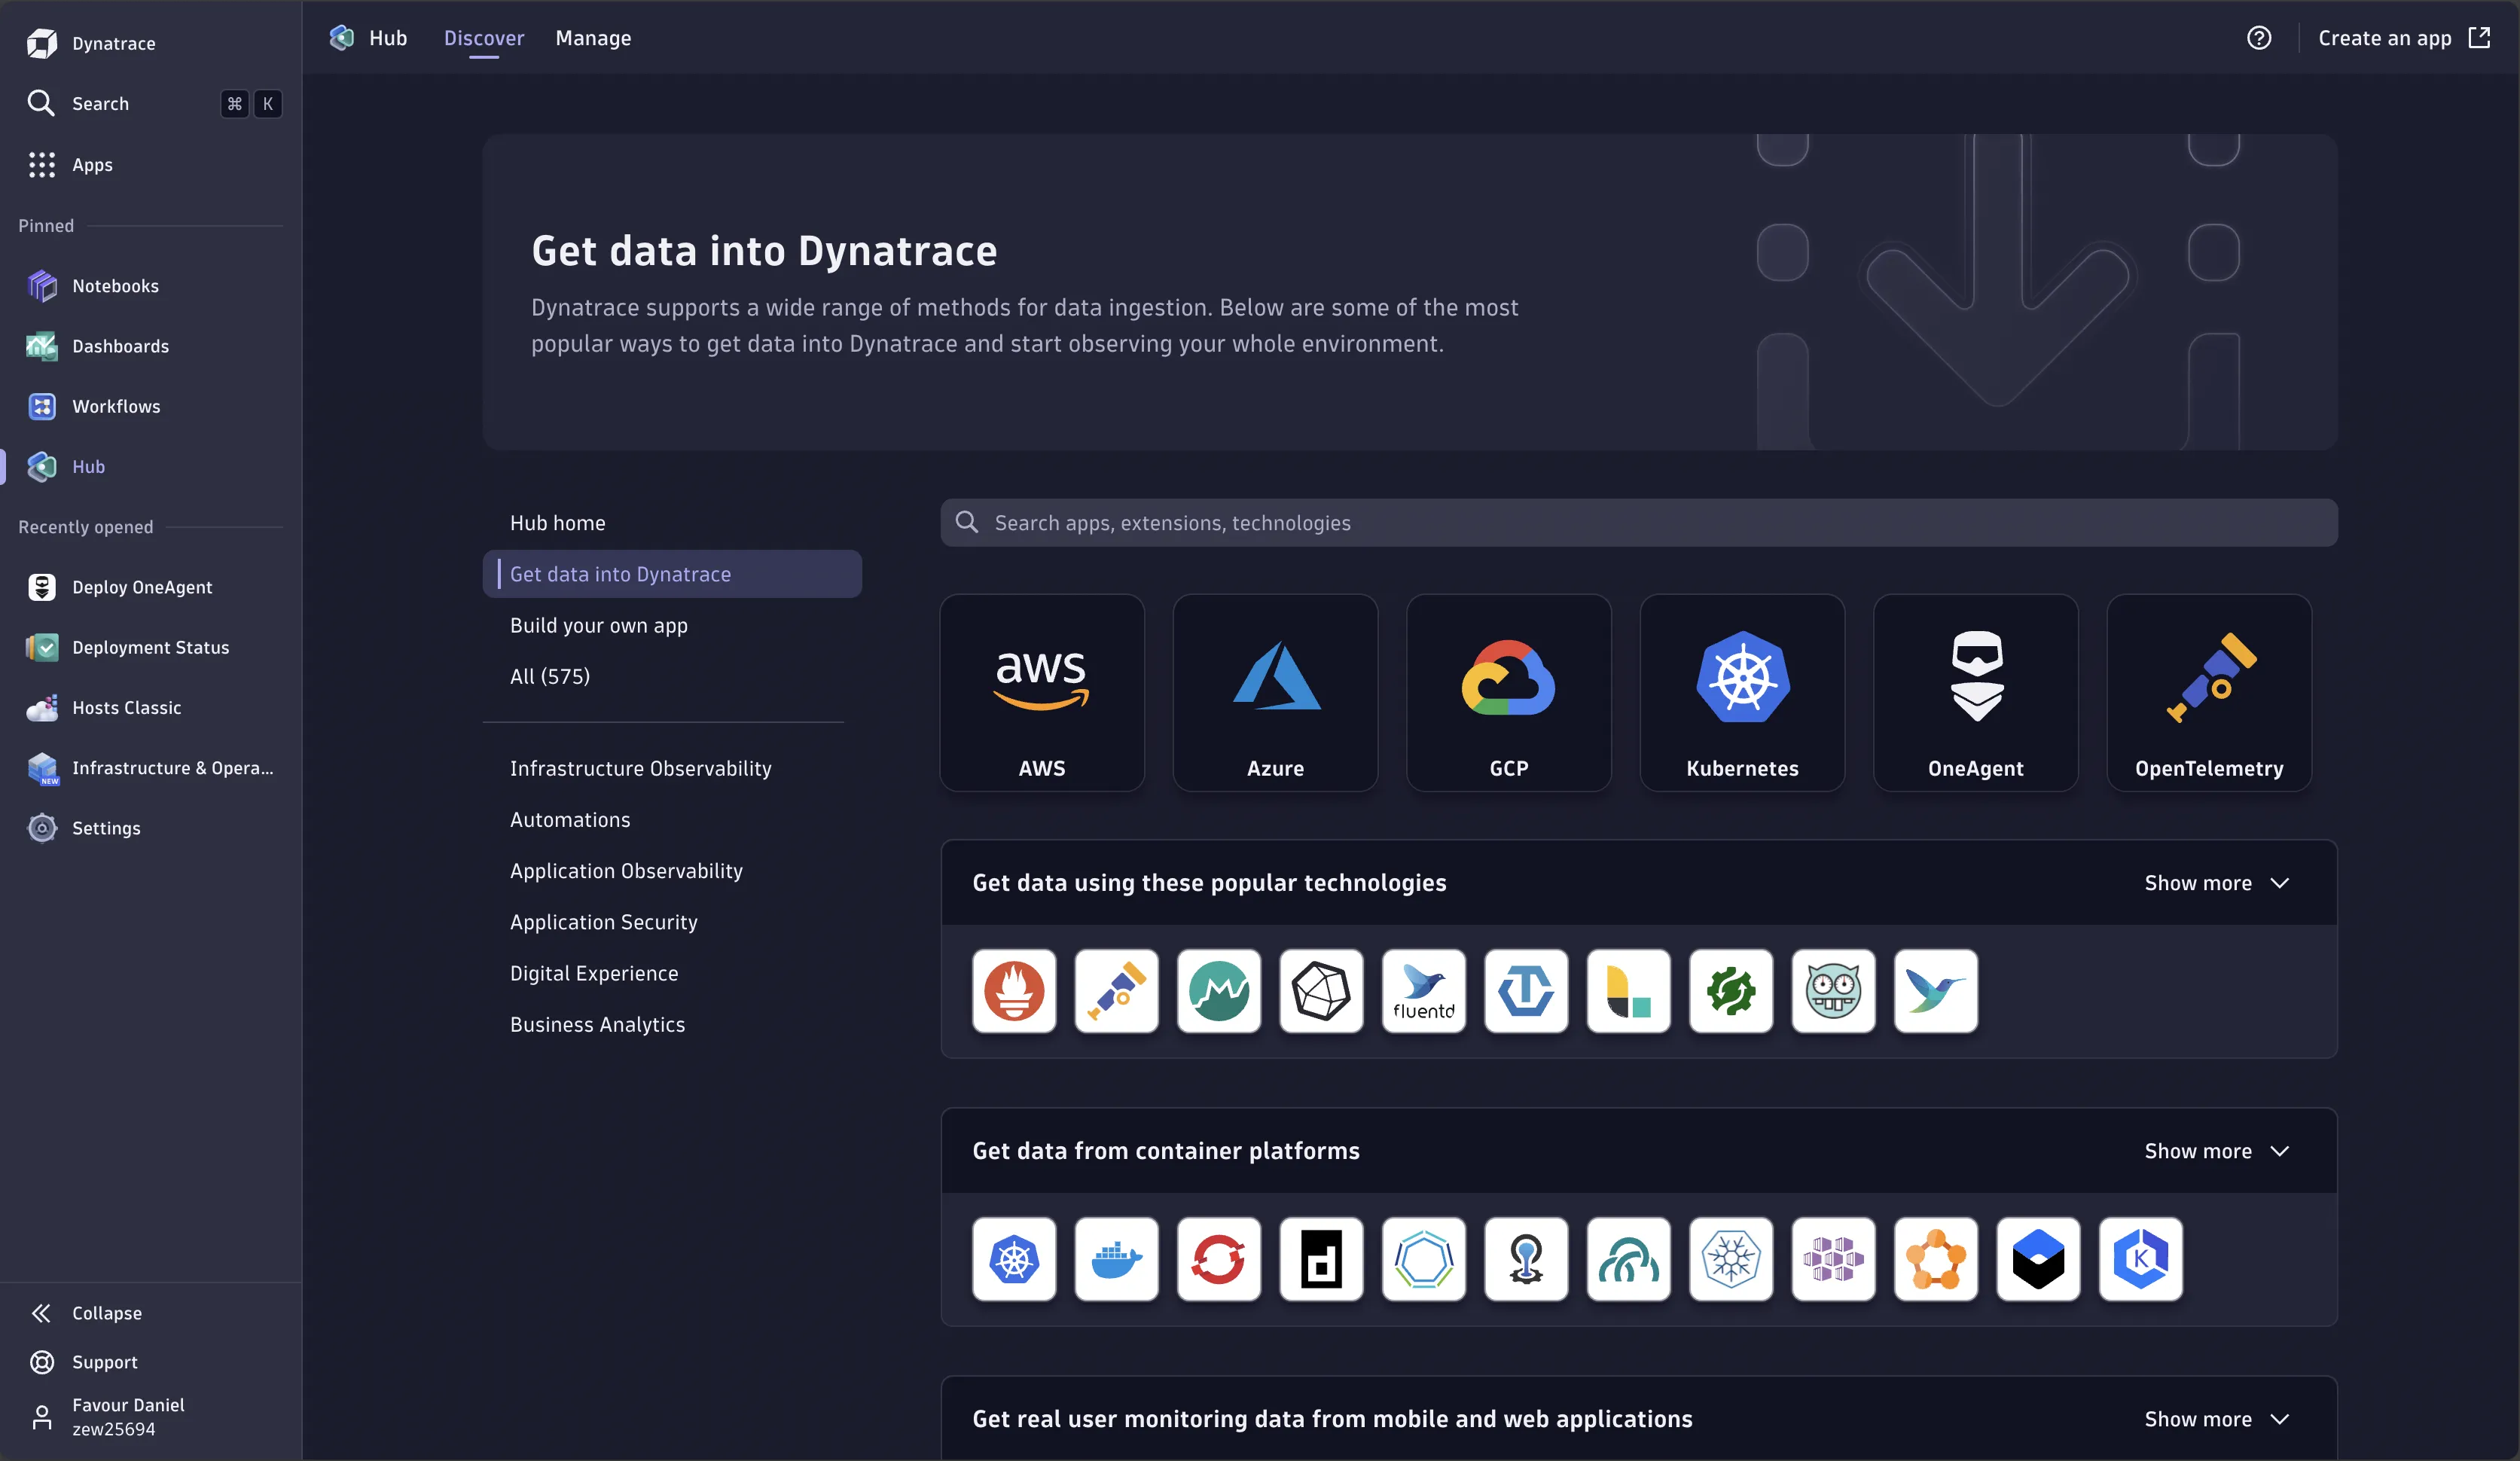 Dynatrace
Search
⌘ K
Apps
Pinned
Notebooks
Dashboards
Workflows
Hub
Recently opened
Deploy OneAgent
Deployment Status
Hosts Classic
NEW
Infrastructure & Opera...
Settings
Collapse
Support
Favour Daniel
zew25694
Hub
Discover
Manage
Create an app
Get data into Dynatrace
Dynatrace supports a wide range of methods for data ingestion. Below are some of the most
popular ways to get data into Dynatrace and start observing your whole environment.
Hub home
Get data into Dynatrace
Build your own app
All (575)
Infrastructure Observability
Automations
Application Observability
Application Security
Digital Experience
Business Analytics
Search apps, extensions, technologies
aws
AWS
Azure
GCP
Kubernetes
OneAgent
OpenTelemetry
Get data using these popular technologies
Show more
fluentd
Get data from container platforms
Show more
d
K
Get real user monitoring data from mobile and web applications
Show more